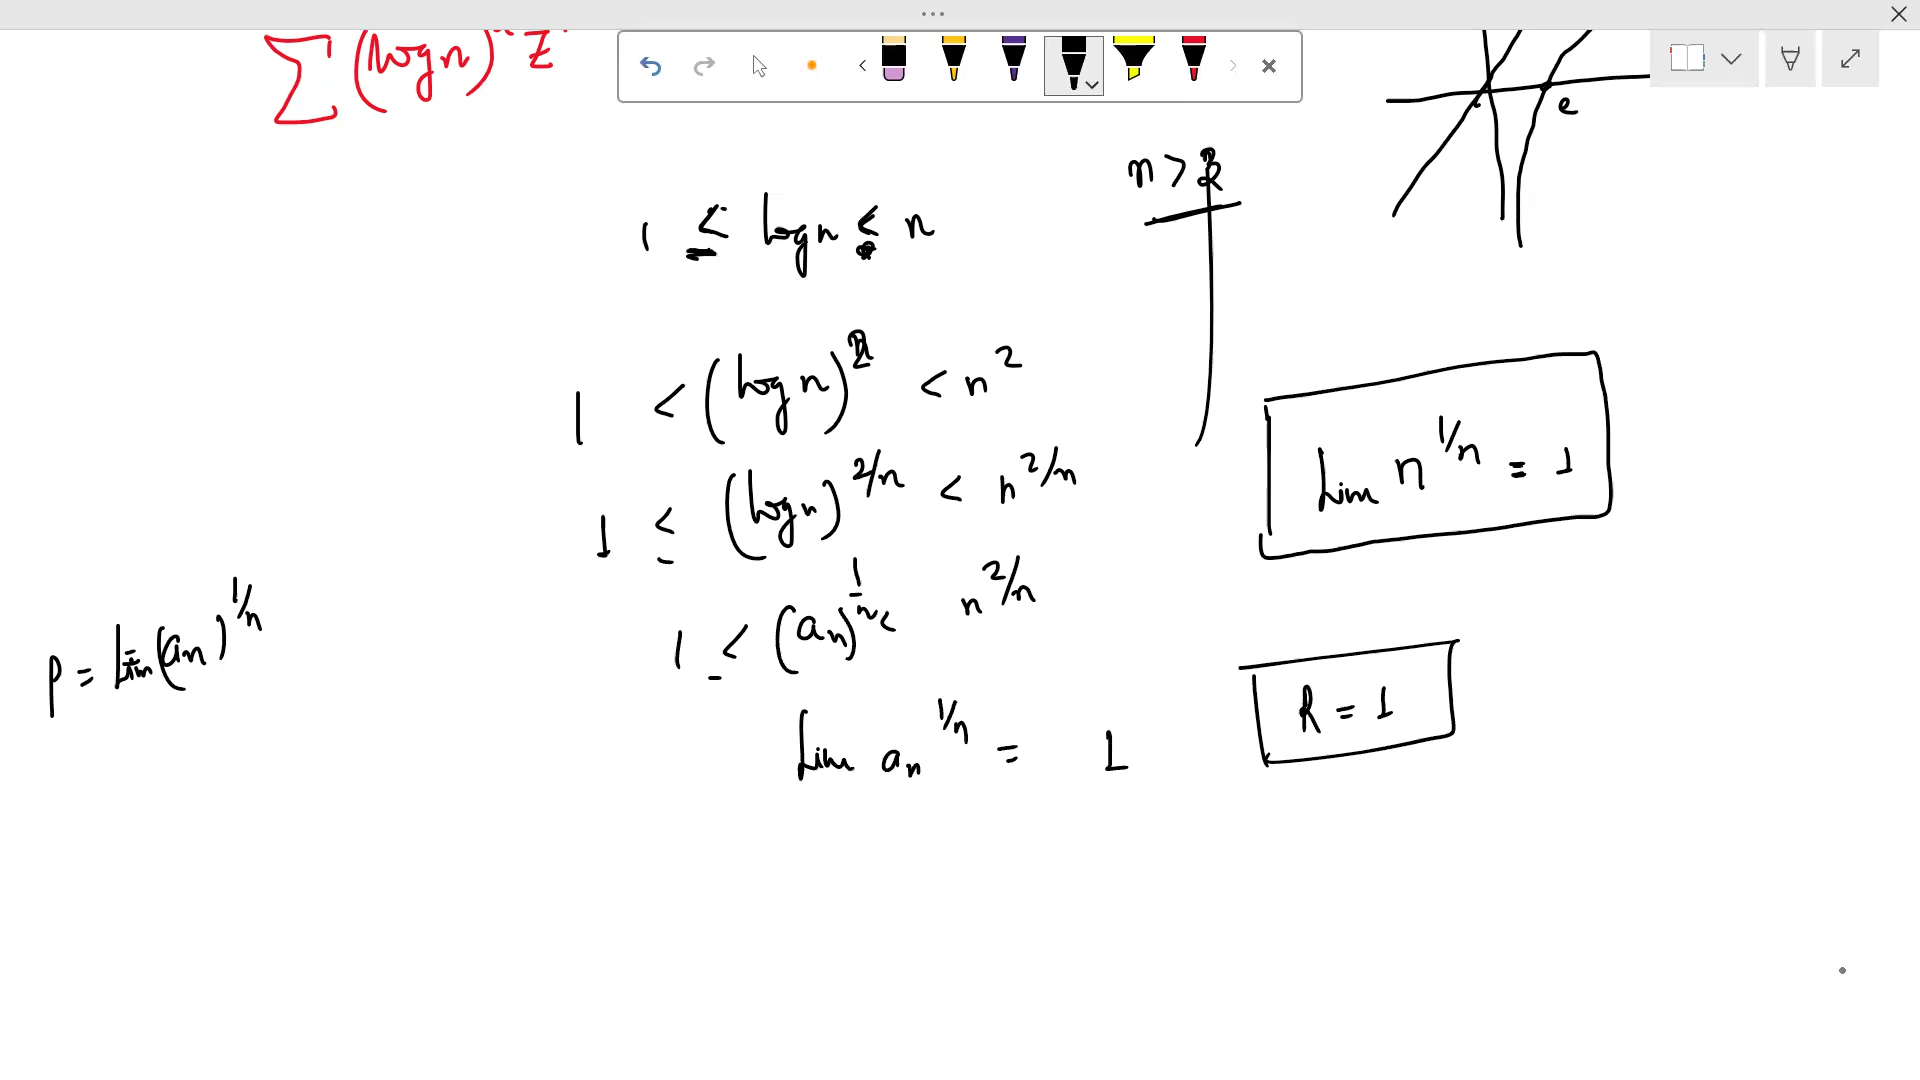 ∑ (log n) z
e
n > 2
1 ≤ log n ≤ n
1 < (log n)^2 < n^2
1 ≤ (log n)^{2/n} < n^{2/n}
Lim n^{1/n} = 1
1 ≤ (a_n)^{1/n} < n^{2/n}
ρ = Lim (a_n)^{1/n}
R = 1
Lim a_n^{1/n} = 1